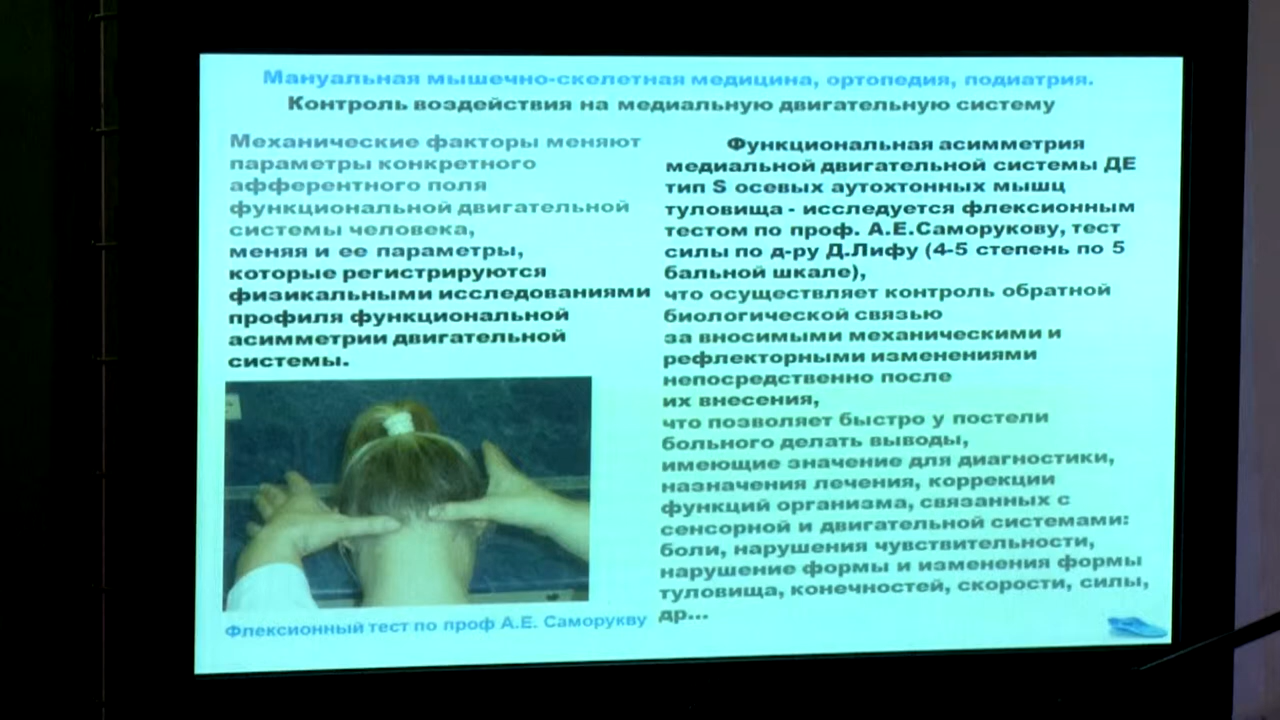 Мануальная мышечно-скелетная медицина, ортопедия, подиатрия.
Контроль воздействия на медиальную двигательную систему
Механические факторы меняют
параметры конкретного
афферентного поля
функциональной двигательной
системы человека,
меняя и ее параметры,
которые регистрируются
физикальными исследованиями
профиля функциональной
асимметрии двигательной
системы.
Флексионный тест по проф А.Е. Саморукву
Функциональная асимметрия
медиальной двигательной системы ДЕ
тип S осевых аутохтонных мышц
туловища - исследуется флексионным
тестом по проф. А.Е.Саморукову, тест
силы по д-ру Д.Лифу (4-5 степень по 5
бальной шкале),
что осуществляет контроль обратной
биологической связью
за вносимыми механическими и
рефлекторными изменениями
непосредственно после
их внесения,
что позволяет быстро у постели
больного делать выводы,
имеющие значение для диагностики,
назначения лечения, коррекции
функций организма, связанных с
сенсорной и двигательной системами:
боли, нарушения чувствительности,
нарушение формы и изменения формы
туловища, конечностей, скорости, силы,
др...